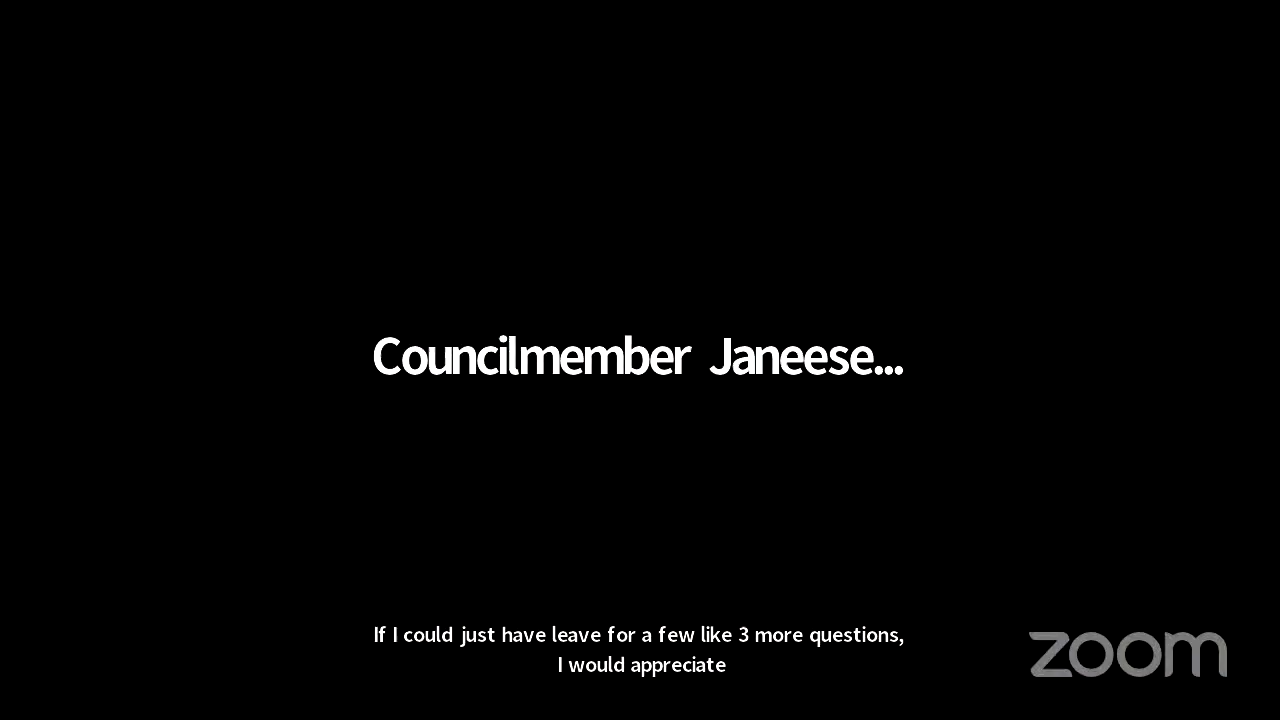 Councilmember Janeese...
If I could just have leave for a few like 3 more questions,
I would appreciate
zoom